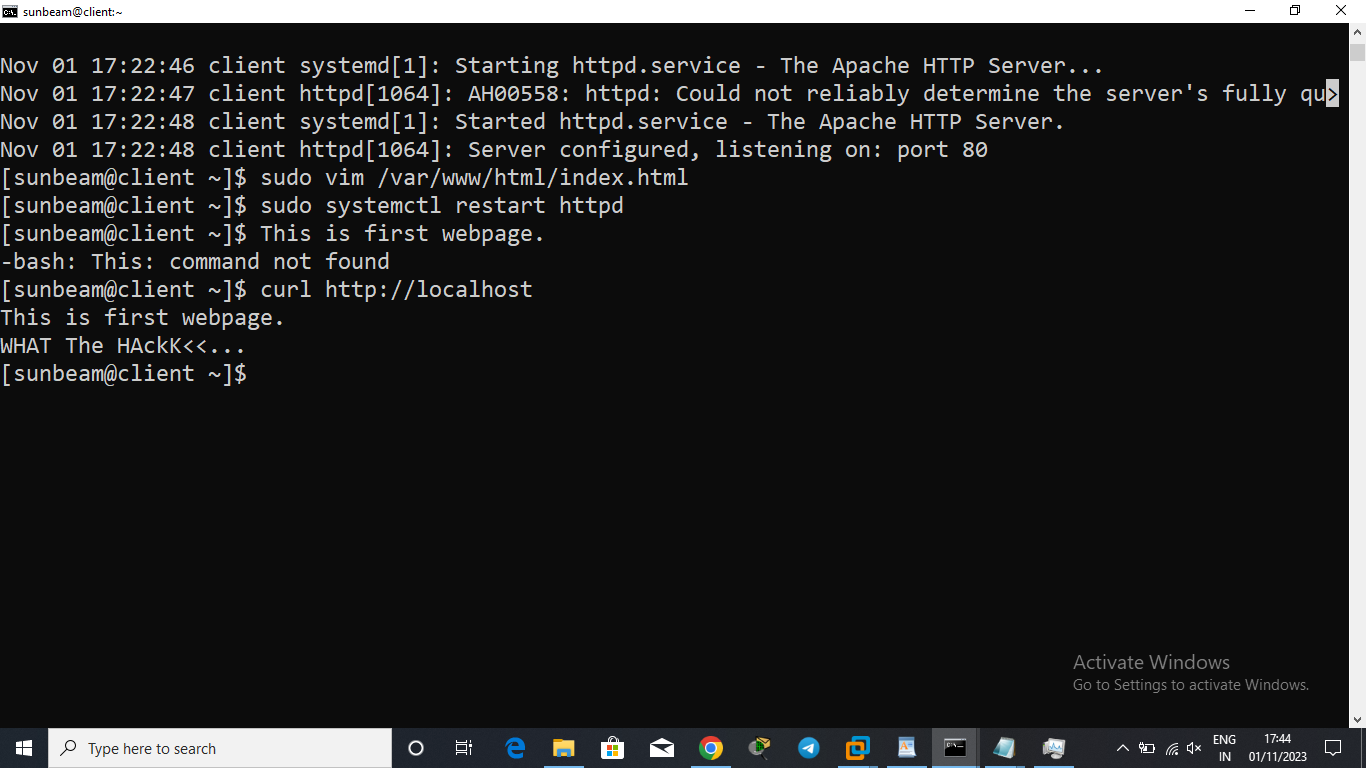 sunbeam@client:~
Nov 01 17:22:46 client systemd[1]: Starting httpd.service - The Apache HTTP Server...
Nov 01 17:22:47 client httpd[1064]: AH00558: httpd: Could not reliably determine the server's fully qu>
Nov 01 17:22:48 client systemd[1]: Started httpd.service - The Apache HTTP Server.
Nov 01 17:22:48 client httpd[1064]: Server configured, listening on: port 80
[sunbeam@client ~]$ sudo vim /var/www/html/index.html
[sunbeam@client ~]$ sudo systemctl restart httpd
[sunbeam@client ~]$ This is first webpage.
-bash: This: command not found
[sunbeam@client ~]$ curl http://localhost
This is first webpage.
WHAT The HAckK<<...
[sunbeam@client ~]$
Activate Windows
Go to Settings to activate Windows.
Type here to search
ENG
IN
17:44
01/11/2023